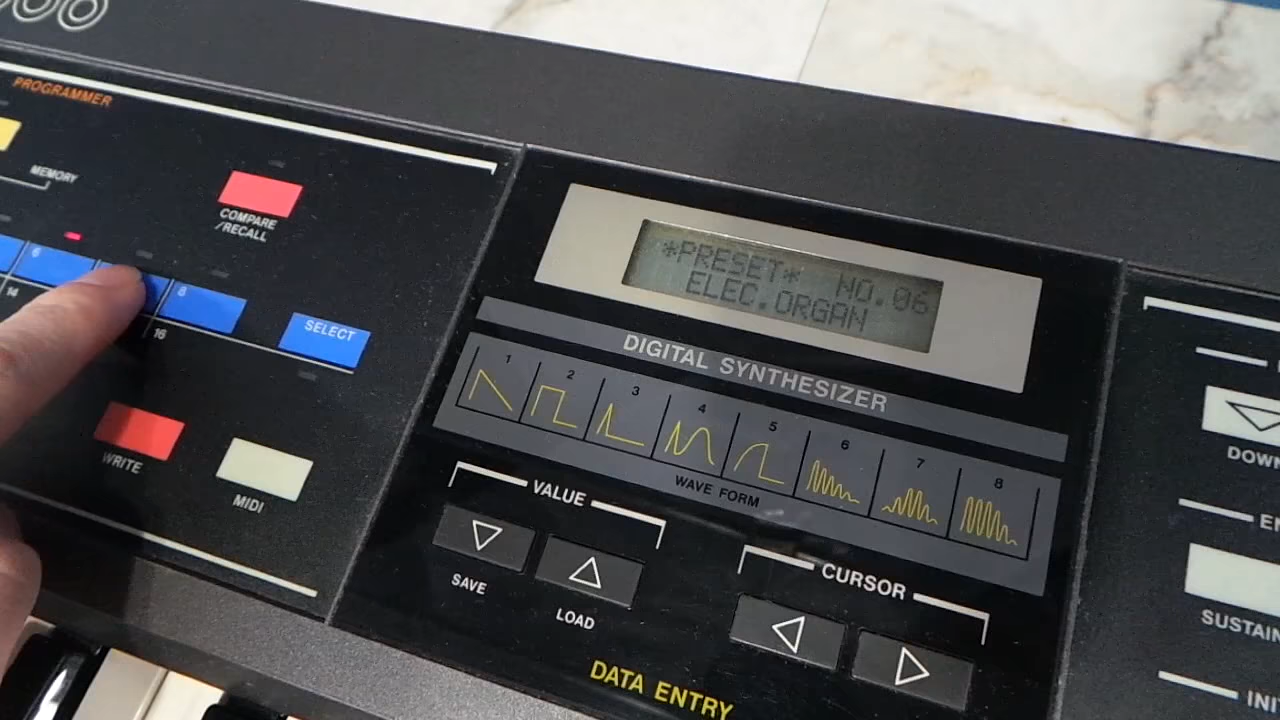 PROGRAMMER
MEMORY
COMPARE
/RECALL
6
8
14
16
SELECT
WRITE
MIDI
*PRESET* NO.06
ELEC.ORGAN
DIGITAL SYNTHESIZER
1 2 3 4 5 6 7 8
WAVE FORM
VALUE
SAVE
LOAD
CURSOR
DATA ENTRY
DOWN
SUSTAIN